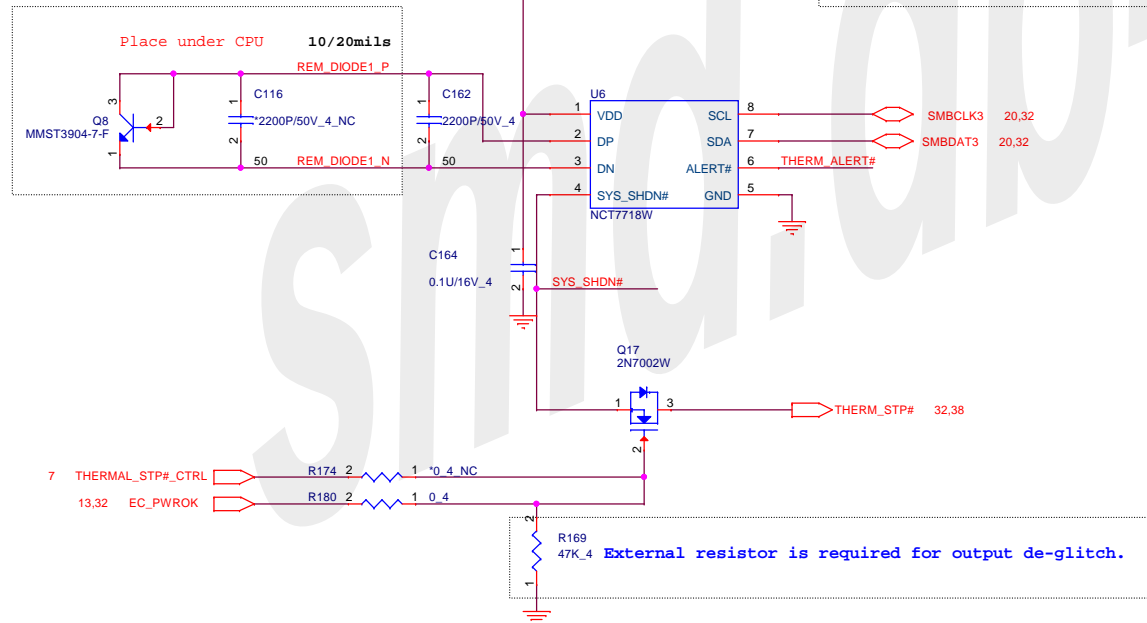 Place under CPU 10/20mils
REM_DIODE1_P
Q8
MMST3904-7-F
3
2
1
C116
1
2
*2200P/50V_4_NC
C162
1
2
2200P/50V_4
50 REM_DIODE1_N 50
U6
1 VDD SCL 8 SMBCLK3 20,32
2 DP SDA 7 SMBDAT3 20,32
3 DN ALERT# 6 THERM_ALERT#
4 SYS_SHDN# GND 5
NCT7718W
C164
1
2
0.1U/16V_4
SYS_SHDN#
Q17
2N7002W
1 3
2
THERM_STP# 32,38
7 THERMAL_STP#_CTRL R174 2 1 *0_4_NC
13,32 EC_PWROK R180 2 1 0_4
2
R169
47K_4 External resistor is required for output de-glitch.
1
smd.